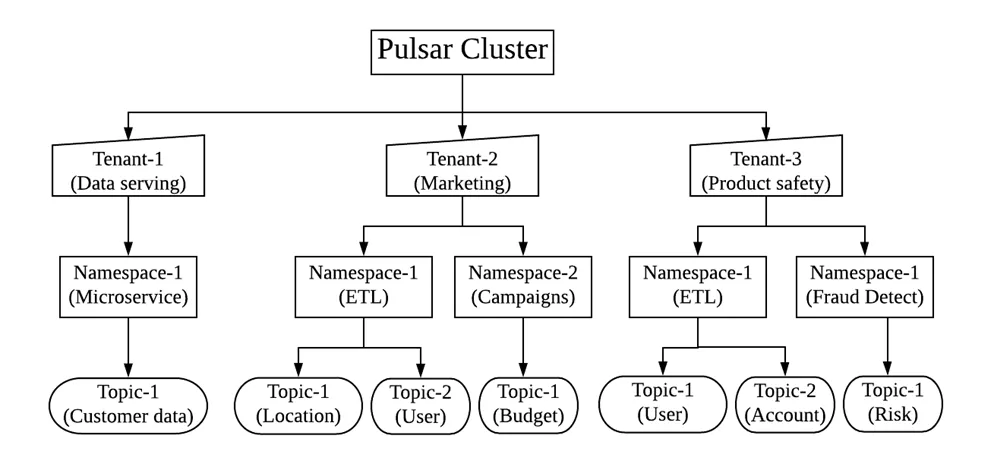 Pulsar Cluster
Tenant-1
(Data serving)
Tenant-2
(Marketing)
Tenant-3
(Product safety)
Namespace-1
(Microservice)
Namespace-1
(ETL)
Namespace-2
(Campaigns)
Namespace-1
(ETL)
Namespace-1
(Fraud Detect)
Topic-1
(Customer data)
Topic-1
(Location)
Topic-2
(User)
Topic-1
(Budget)
Topic-1
(User)
Topic-2
(Account)
Topic-1
(Risk)